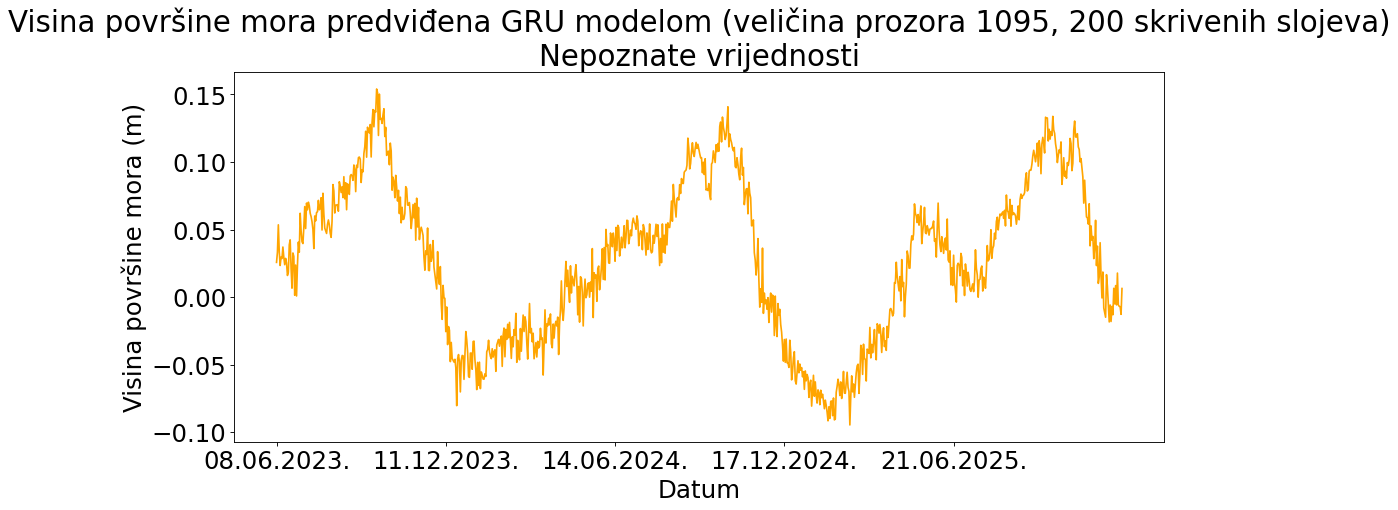 Visina površine mora predviđena GRU modelom (veličina prozora 1095, 200 skrivenih slojeva)
Nepoznate vrijednosti
Visina površine mora (m)
0.15
0.10
0.05
0.00
−0.05
−0.10
08.06.2023. 11.12.2023. 14.06.2024. 17.12.2024. 21.06.2025.
Datum